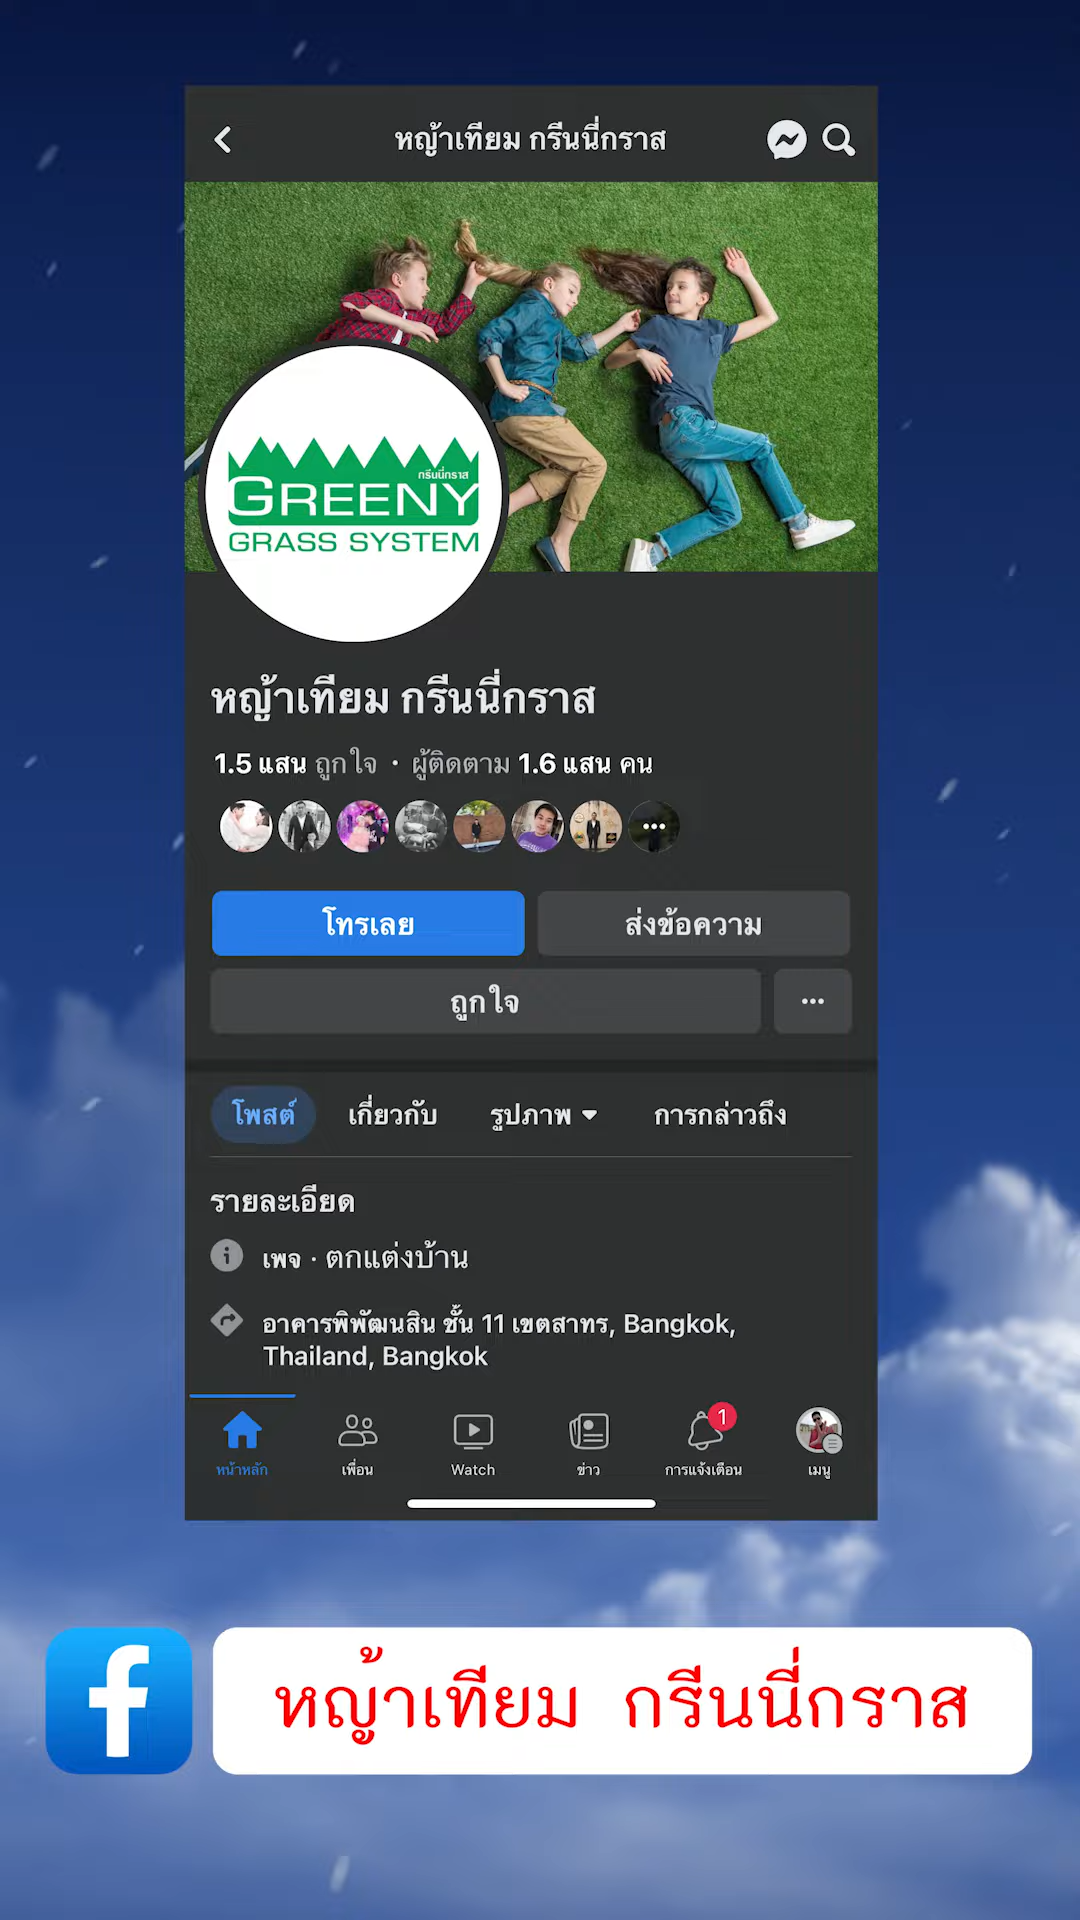 หญ้าเทียม กรีนนี่กราส
กรีนนี่กราส
GREENY
GRASS SYSTEM
หญ้าเทียม กรีนนี่กราส
1.5 แสน ถูกใจ · ผู้ติดตาม 1.6 แสน คน
โทรเลย
ส่งข้อความ
ถูกใจ
โพสต์ เกี่ยวกับ รูปภาพ การกล่าวถึง
รายละเอียด
เพจ · ตกแต่งบ้าน
อาคารพิพัฒนสิน ชั้น 11 เขตสาทร, Bangkok,
Thailand, Bangkok
1
หน้าหลัก เพื่อน Watch ข่าว การแจ้งเตือน เมนู
f
หญ้าเทียม กรีนนี่กราส